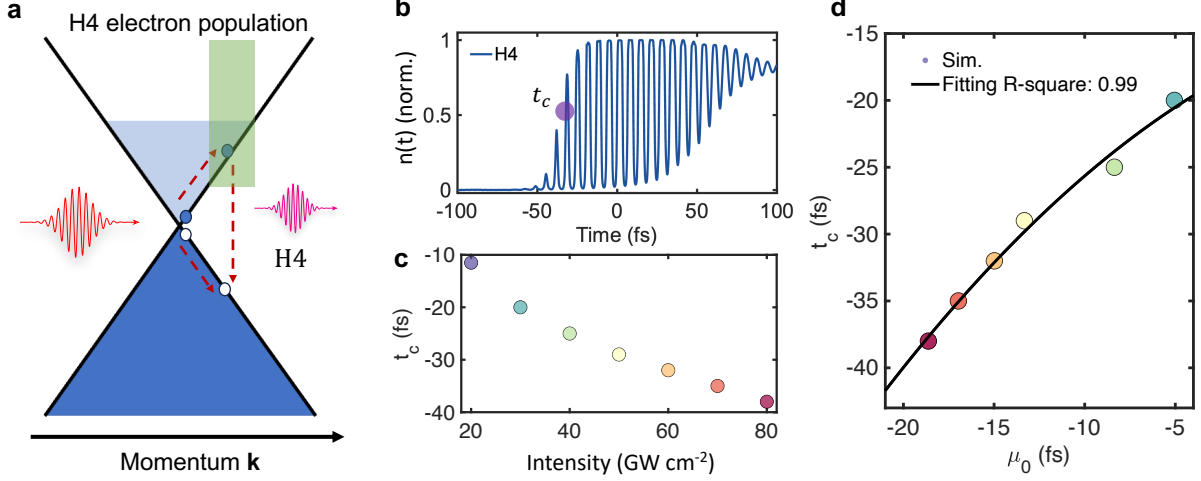 a
H4 electron population
H4
Momentum k
b
H4
t_c
n(t) (norm.)
1
0.5
0
-100
-50
0
50
100
Time (fs)
c
t_c (fs)
-10
-20
-30
-40
20
40
60
80
Intensity (GW cm⁻²)
d
Sim.
Fitting R-square: 0.99
t_c (fs)
-15
-20
-25
-30
-35
-40
-20
-15
-10
-5
μ₀ (fs)